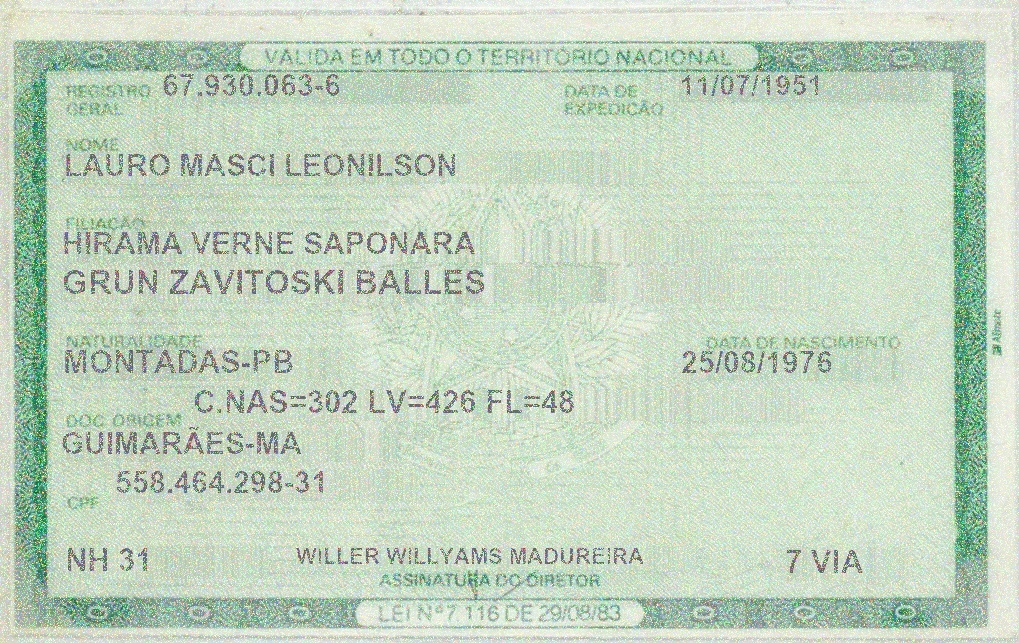 VÁLIDA EM TODO O TERRITÓRIO NACIONAL
REGISTRO GERAL 67.930.063-6 DATA DE EXPEDIÇÃO 11/07/1951
NOME
LAURO MASCI LEONILSON
FILIAÇÃO
HIRAMA VERNE SAPONARA
GRUN ZAVITOSKI BALLES
NATURALIDADE DATA DE NASCIMENTO
MONTADAS-PB 25/08/1976
C.NAS=302 LV=426 FL=48
DOC ORIGEM
GUIMARÃES-MA
558.464.298-31
CPF
NH 31 WILLER WILLYAMS MADUREIRA 7 VIA
ASSINATURA DO DIRETOR
LEI Nº 7.116 DE 29/08/83